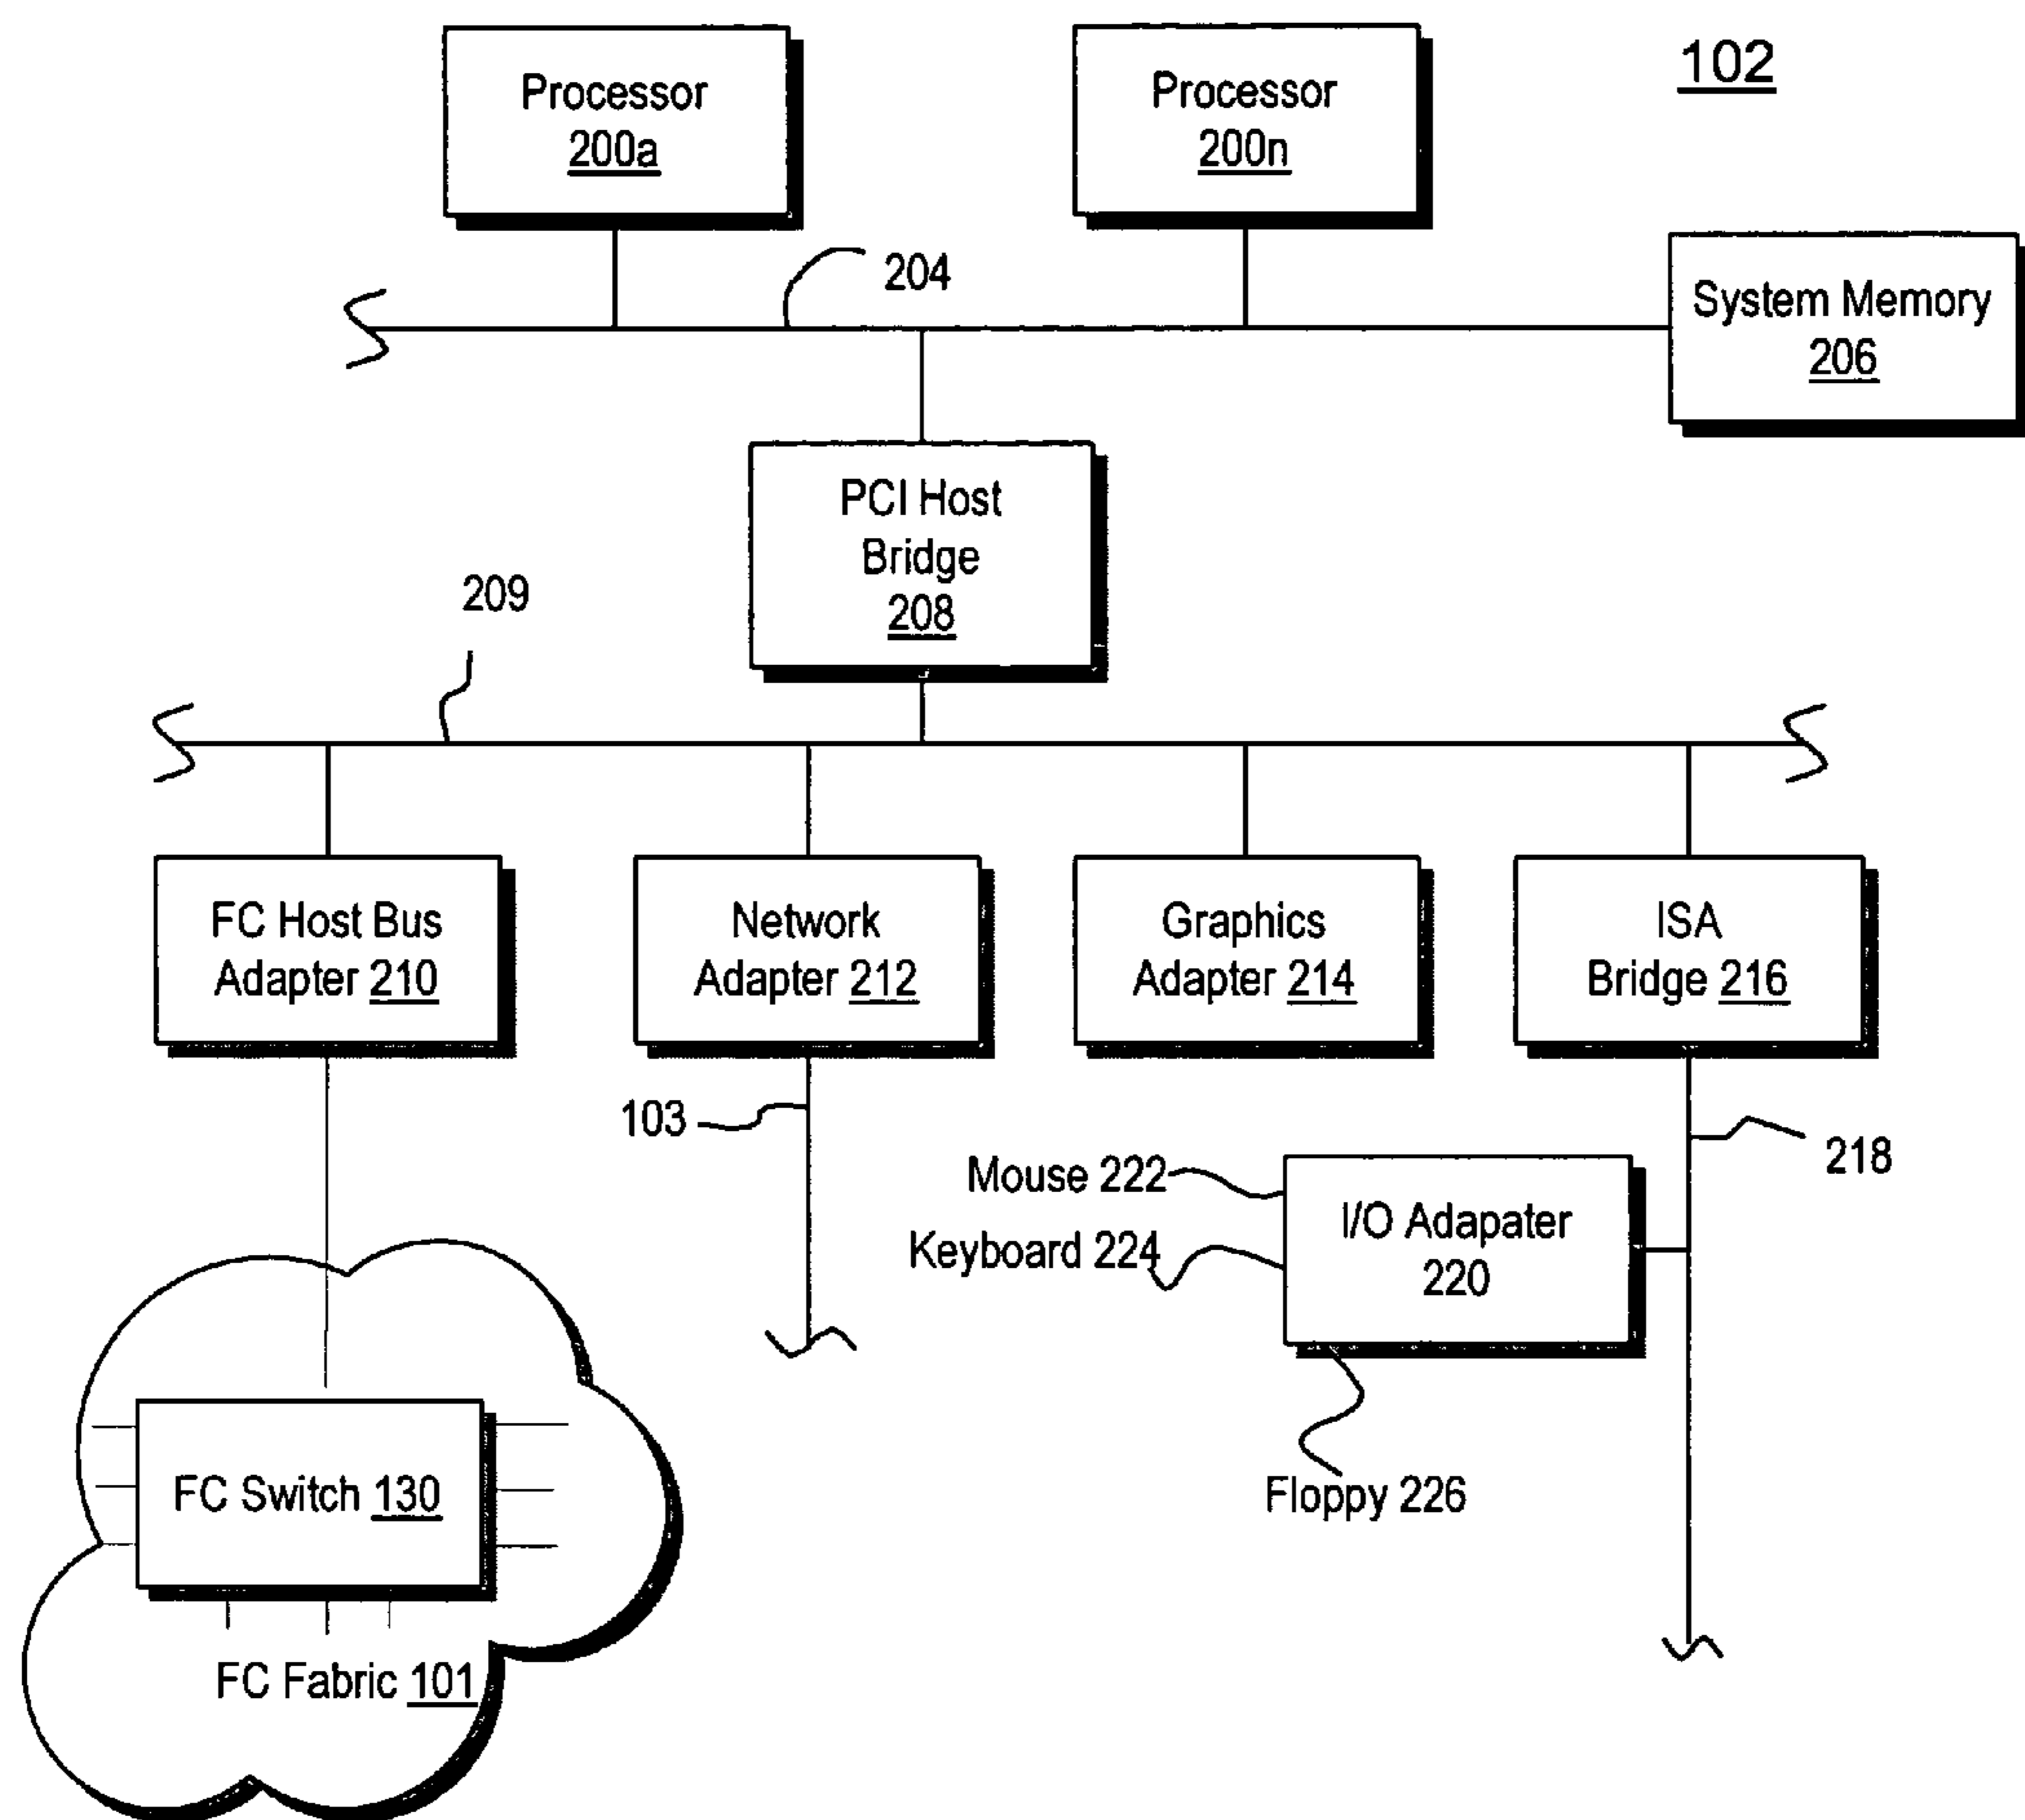 Processor
200a
Processor
200n
102
204
System Memory
206
PCI Host
Bridge
208
209
FC Host Bus
Adapter 210
Network
Adapter 212
Graphics
Adapter 214
ISA
Bridge 216
103
218
Mouse 222
Keyboard 224
I/O Adapater
220
Floppy 226
FC Switch 130
FC Fabric 101